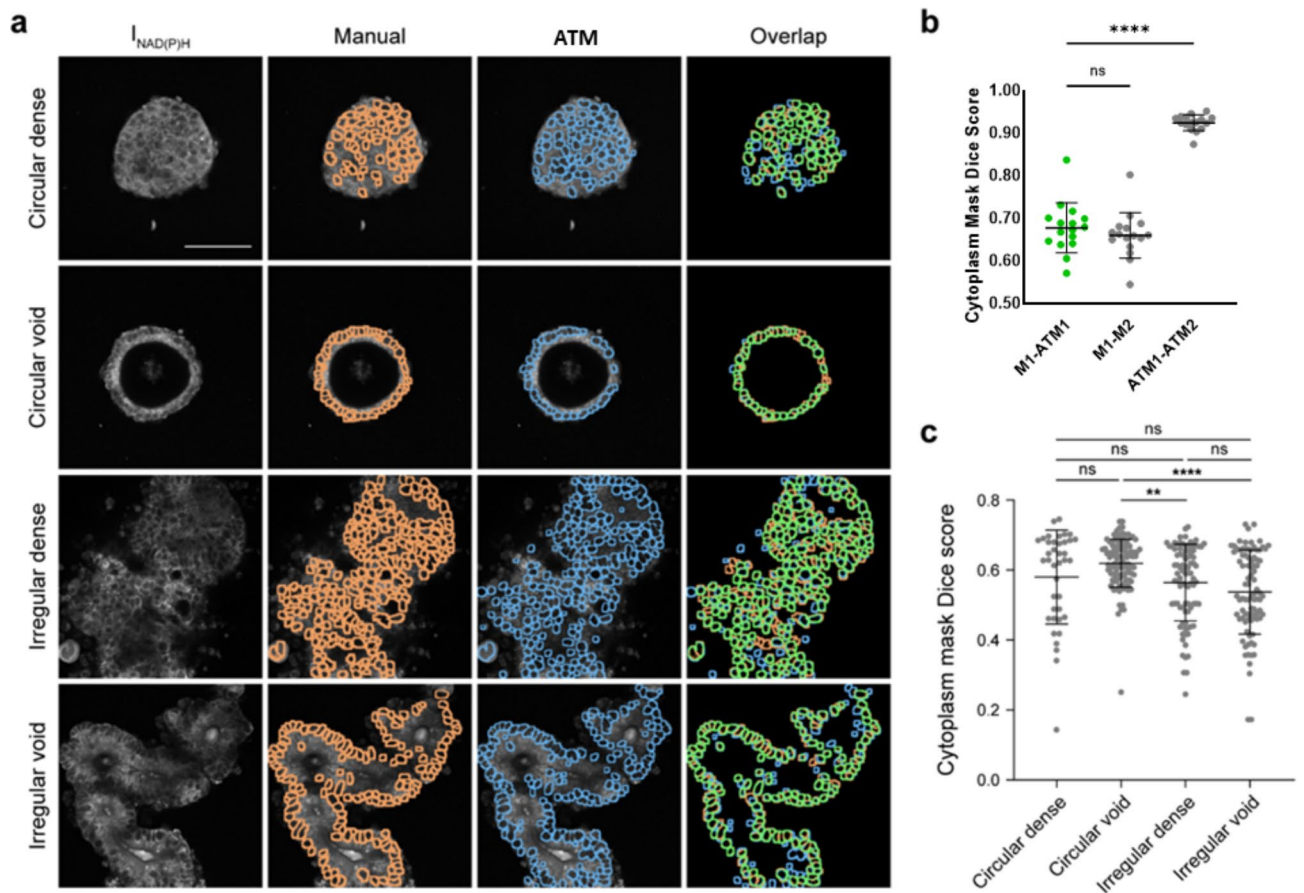 a
I_NAD(P)H
Manual
ATM
Overlap
Circular dense
Circular void
Irregular dense
Irregular void
b
****
ns
Cytoplasm Mask Dice Score
1.00
0.90
0.80
0.70
0.60
0.50
M1-ATM1
M1-M2
ATM1-ATM2
c
ns
ns
ns
ns
****
**
Cytoplasm mask Dice score
0.8
0.6
0.4
0.2
0.0
Circular dense
Circular void
Irregular dense
Irregular void